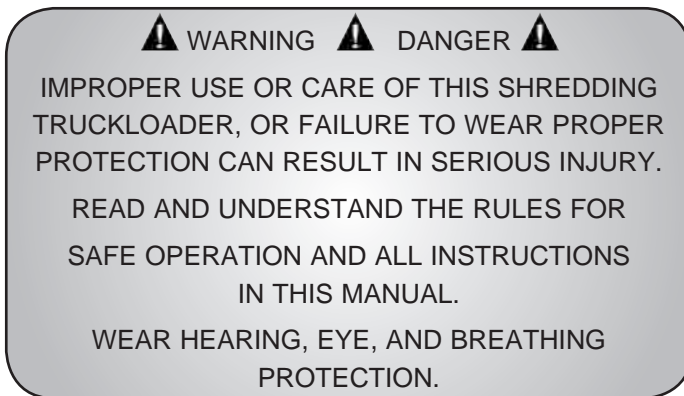 WARNING DANGER
IMPROPER USE OR CARE OF THIS SHREDDING
TRUCKLOADER, OR FAILURE TO WEAR PROPER
PROTECTION CAN RESULT IN SERIOUS INJURY.
READ AND UNDERSTAND THE RULES FOR
SAFE OPERATION AND ALL INSTRUCTIONS
IN THIS MANUAL.
WEAR HEARING, EYE, AND BREATHING
PROTECTION.